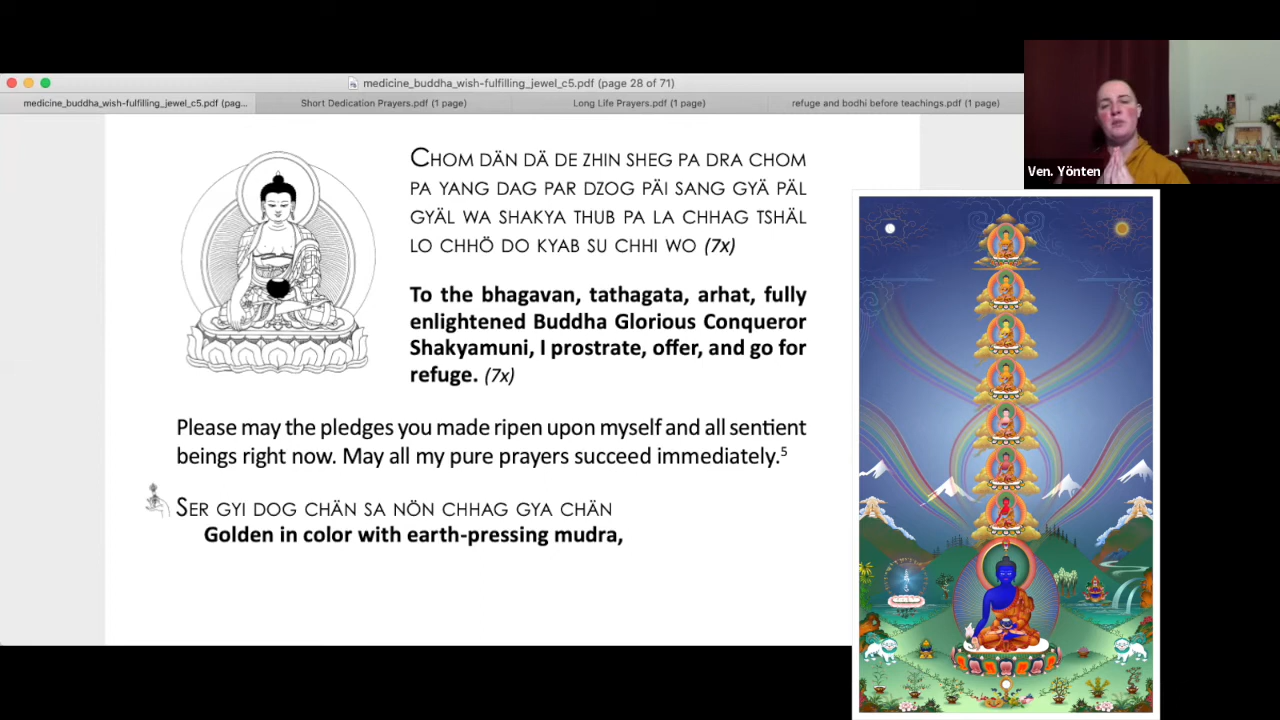 medicine_buddha_wish-fulfilling_jewel_c5.pdf (page 28 of 71)
medicine_buddha_wish-fulfilling_jewel_c5.pdf (pag...
Short Dedication Prayers.pdf (1 page)
Long Life Prayers.pdf (1 page)
refuge and bodhi before teachings.pdf (1 page)
Ven. Yönten
CHOM DÄN DÄ DE ZHIN SHEG PA DRA CHOM
PA YANG DAG PAR DZOG PÄI SANG GYÄ PÄL
GYÄL WA SHAKYA THUB PA LA CHHAG TSHÄL
LO CHHÖ DO KYAB SU CHHI WO (7x)
To the bhagavan, tathagata, arhat, fully
enlightened Buddha Glorious Conqueror
Shakyamuni, I prostrate, offer, and go for
refuge. (7x)
Please may the pledges you made ripen upon myself and all sentient
beings right now. May all my pure prayers succeed immediately.5
SER GYI DOG CHÄN SA NÖN CHHAG GYA CHÄN
Golden in color with earth-pressing mudra,